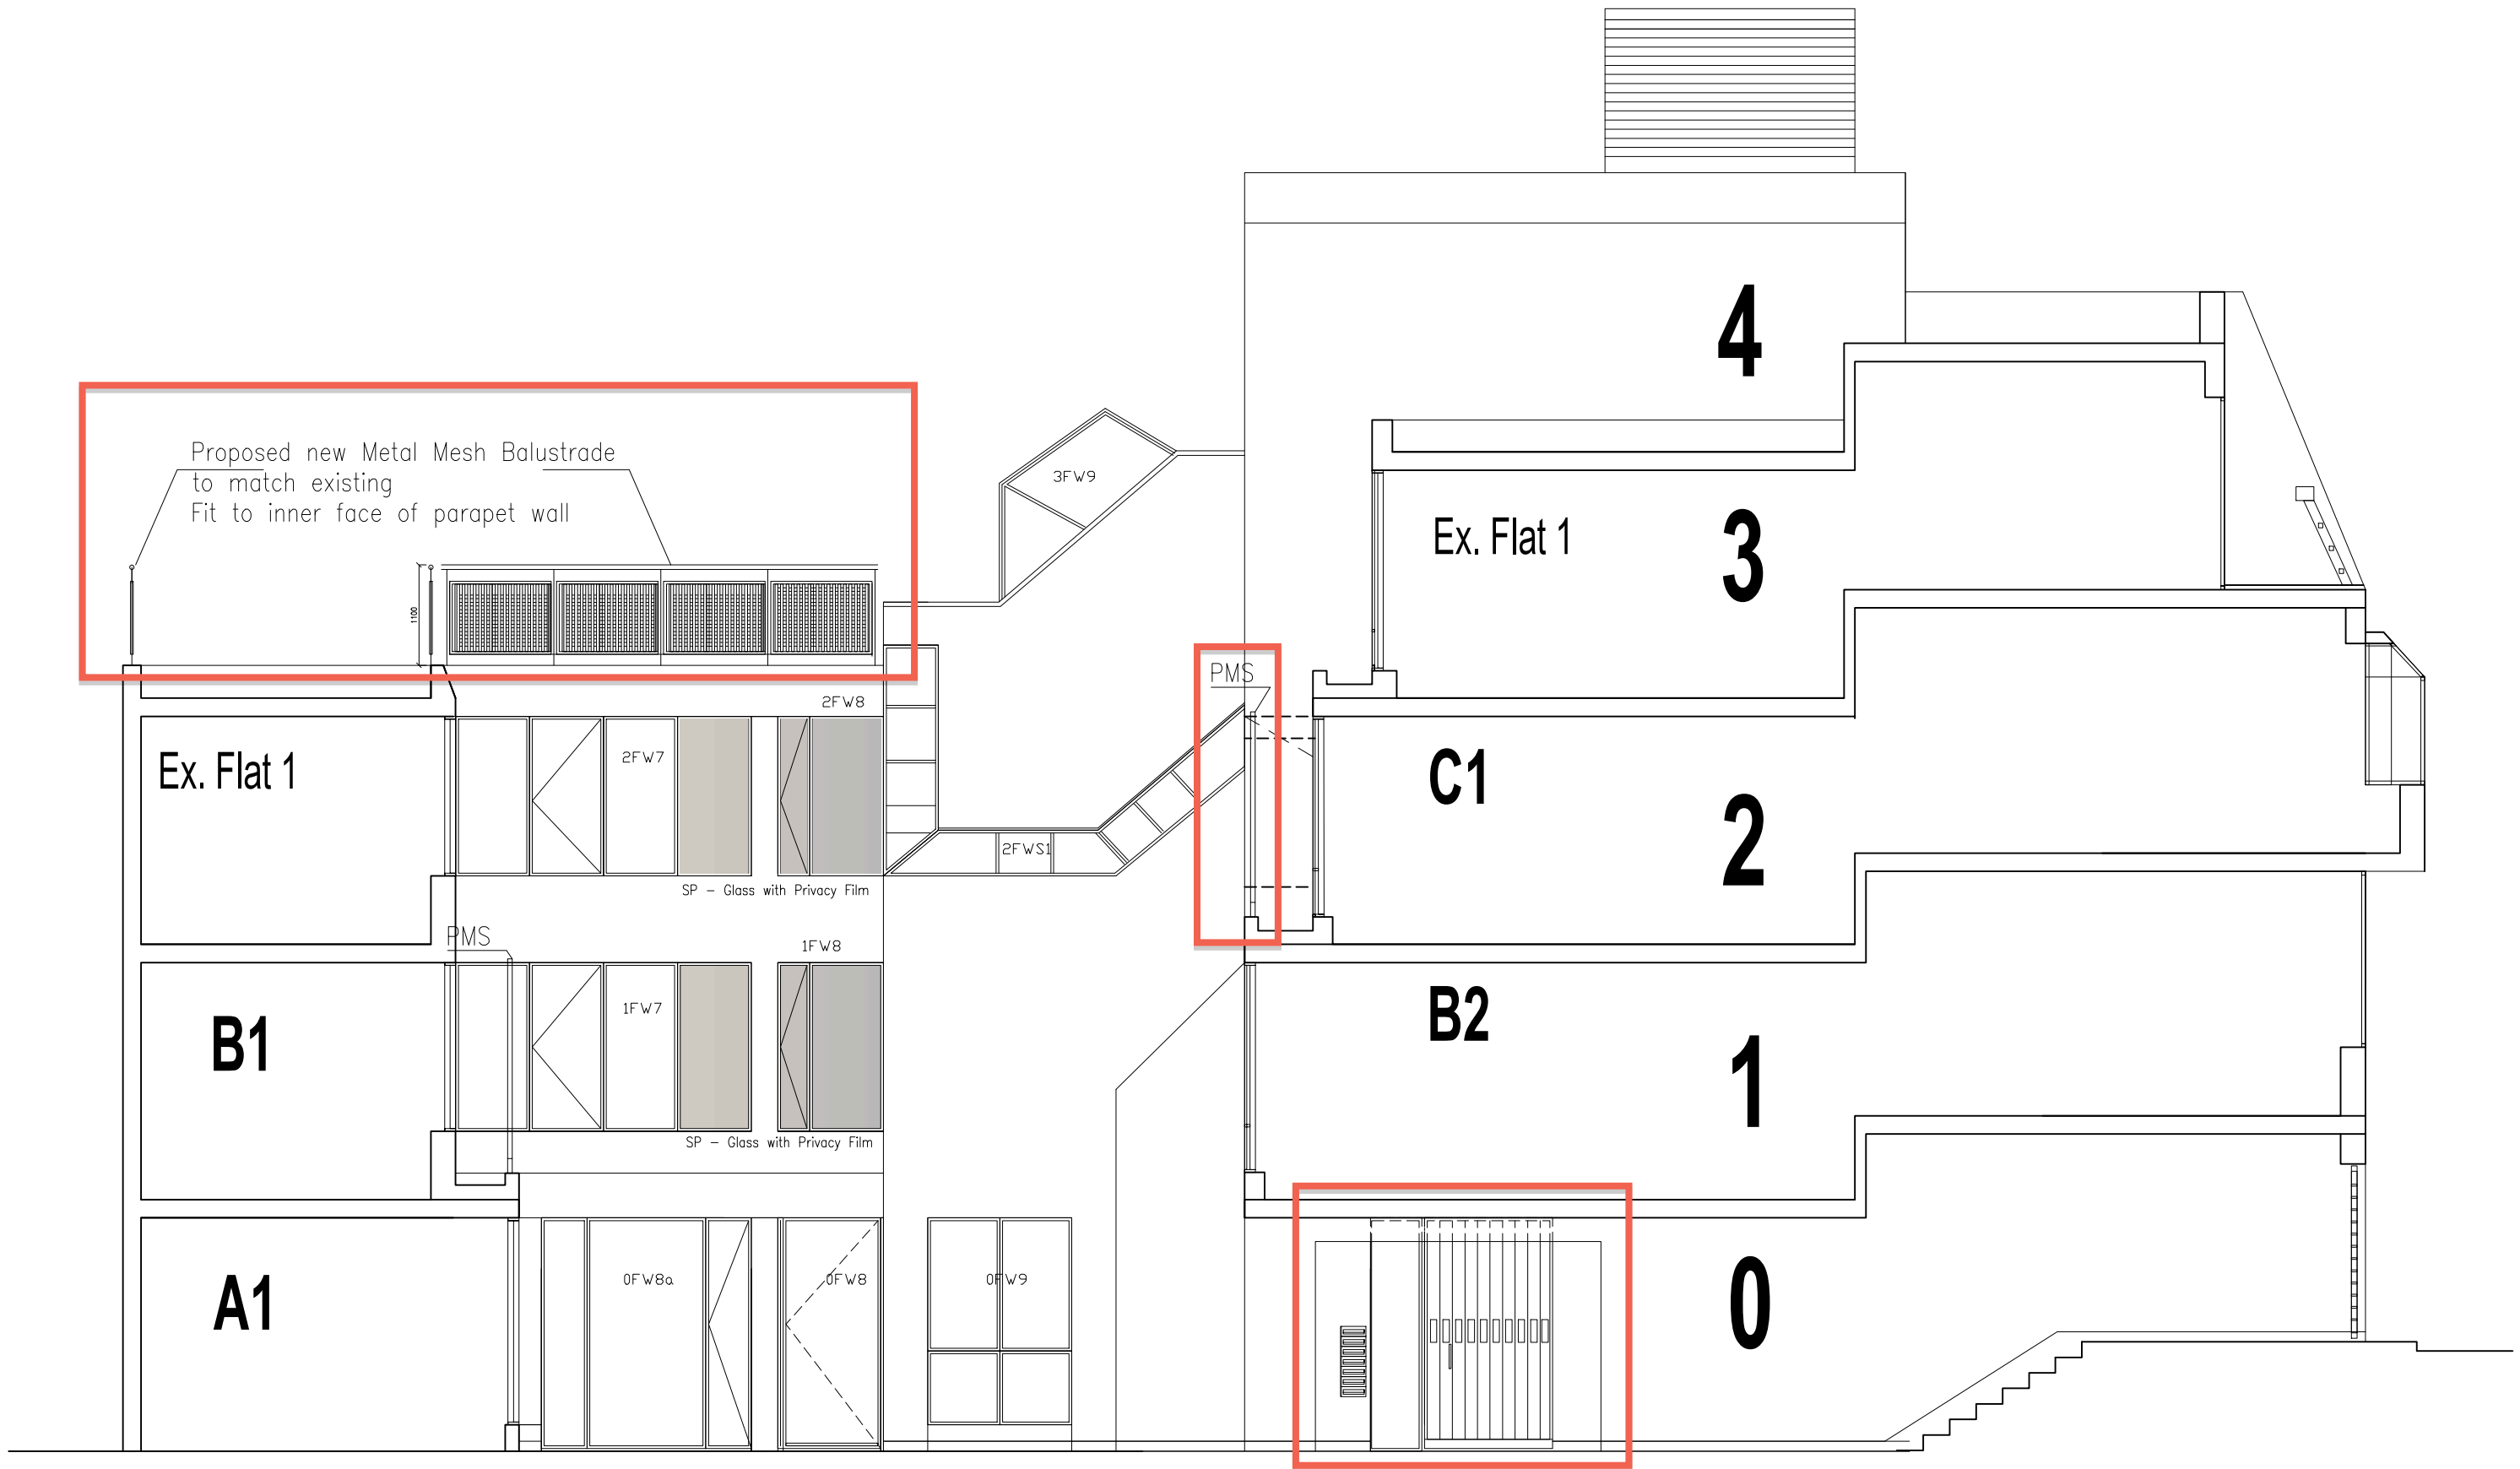 4
Proposed new Metal Mesh Balustrade
to match existing
Fit to inner face of parapet wall
3FW9
Ex. Flat 1
3
1100
PMS
2FW8
Ex. Flat 1
2FW7
C1
2
2FWS1
SP - Glass with Privacy Film
PMS
1FW8
1FW7
B1
B2
1
SP - Glass with Privacy Film
A1
0FW8a
0FW8
0FW9
0